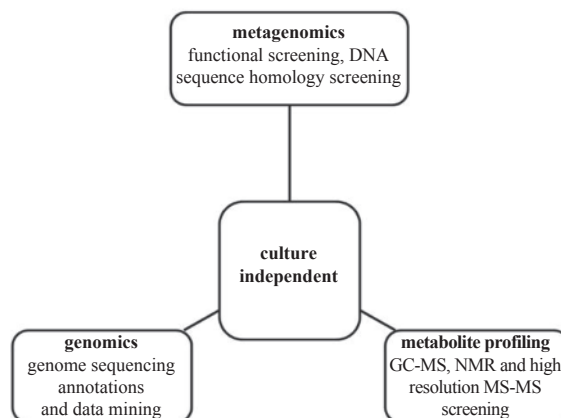 metagenomics
functional screening, DNA
sequence homology screening
culture
independent
genomics
genome sequencing
annotations
and data mining
metabolite profiling
GC-MS, NMR and high
resolution MS-MS
screening